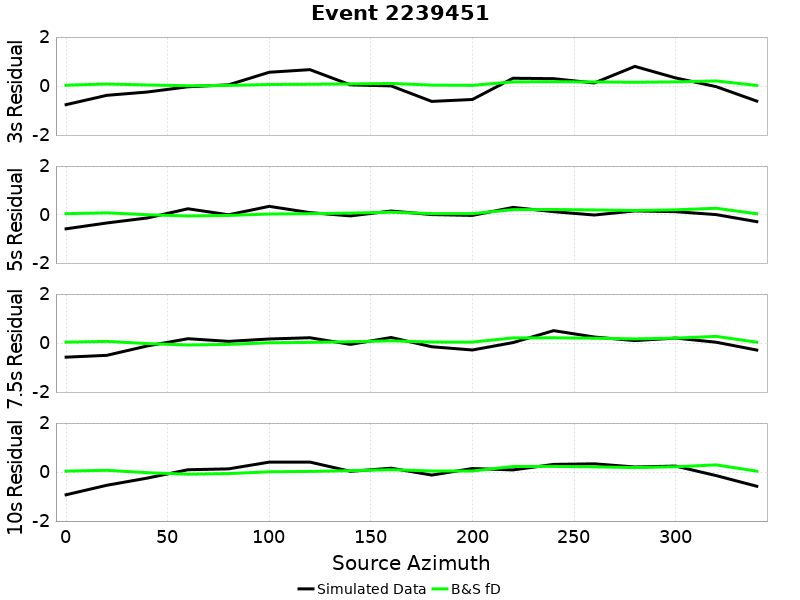 Event 2239451
3s Residual
2
0
-2
5s Residual
2
0
-2
7.5s Residual
2
0
-2
10s Residual
2
0
-2
0 50 100 150 200 250 300
Source Azimuth
Simulated Data B&S fD